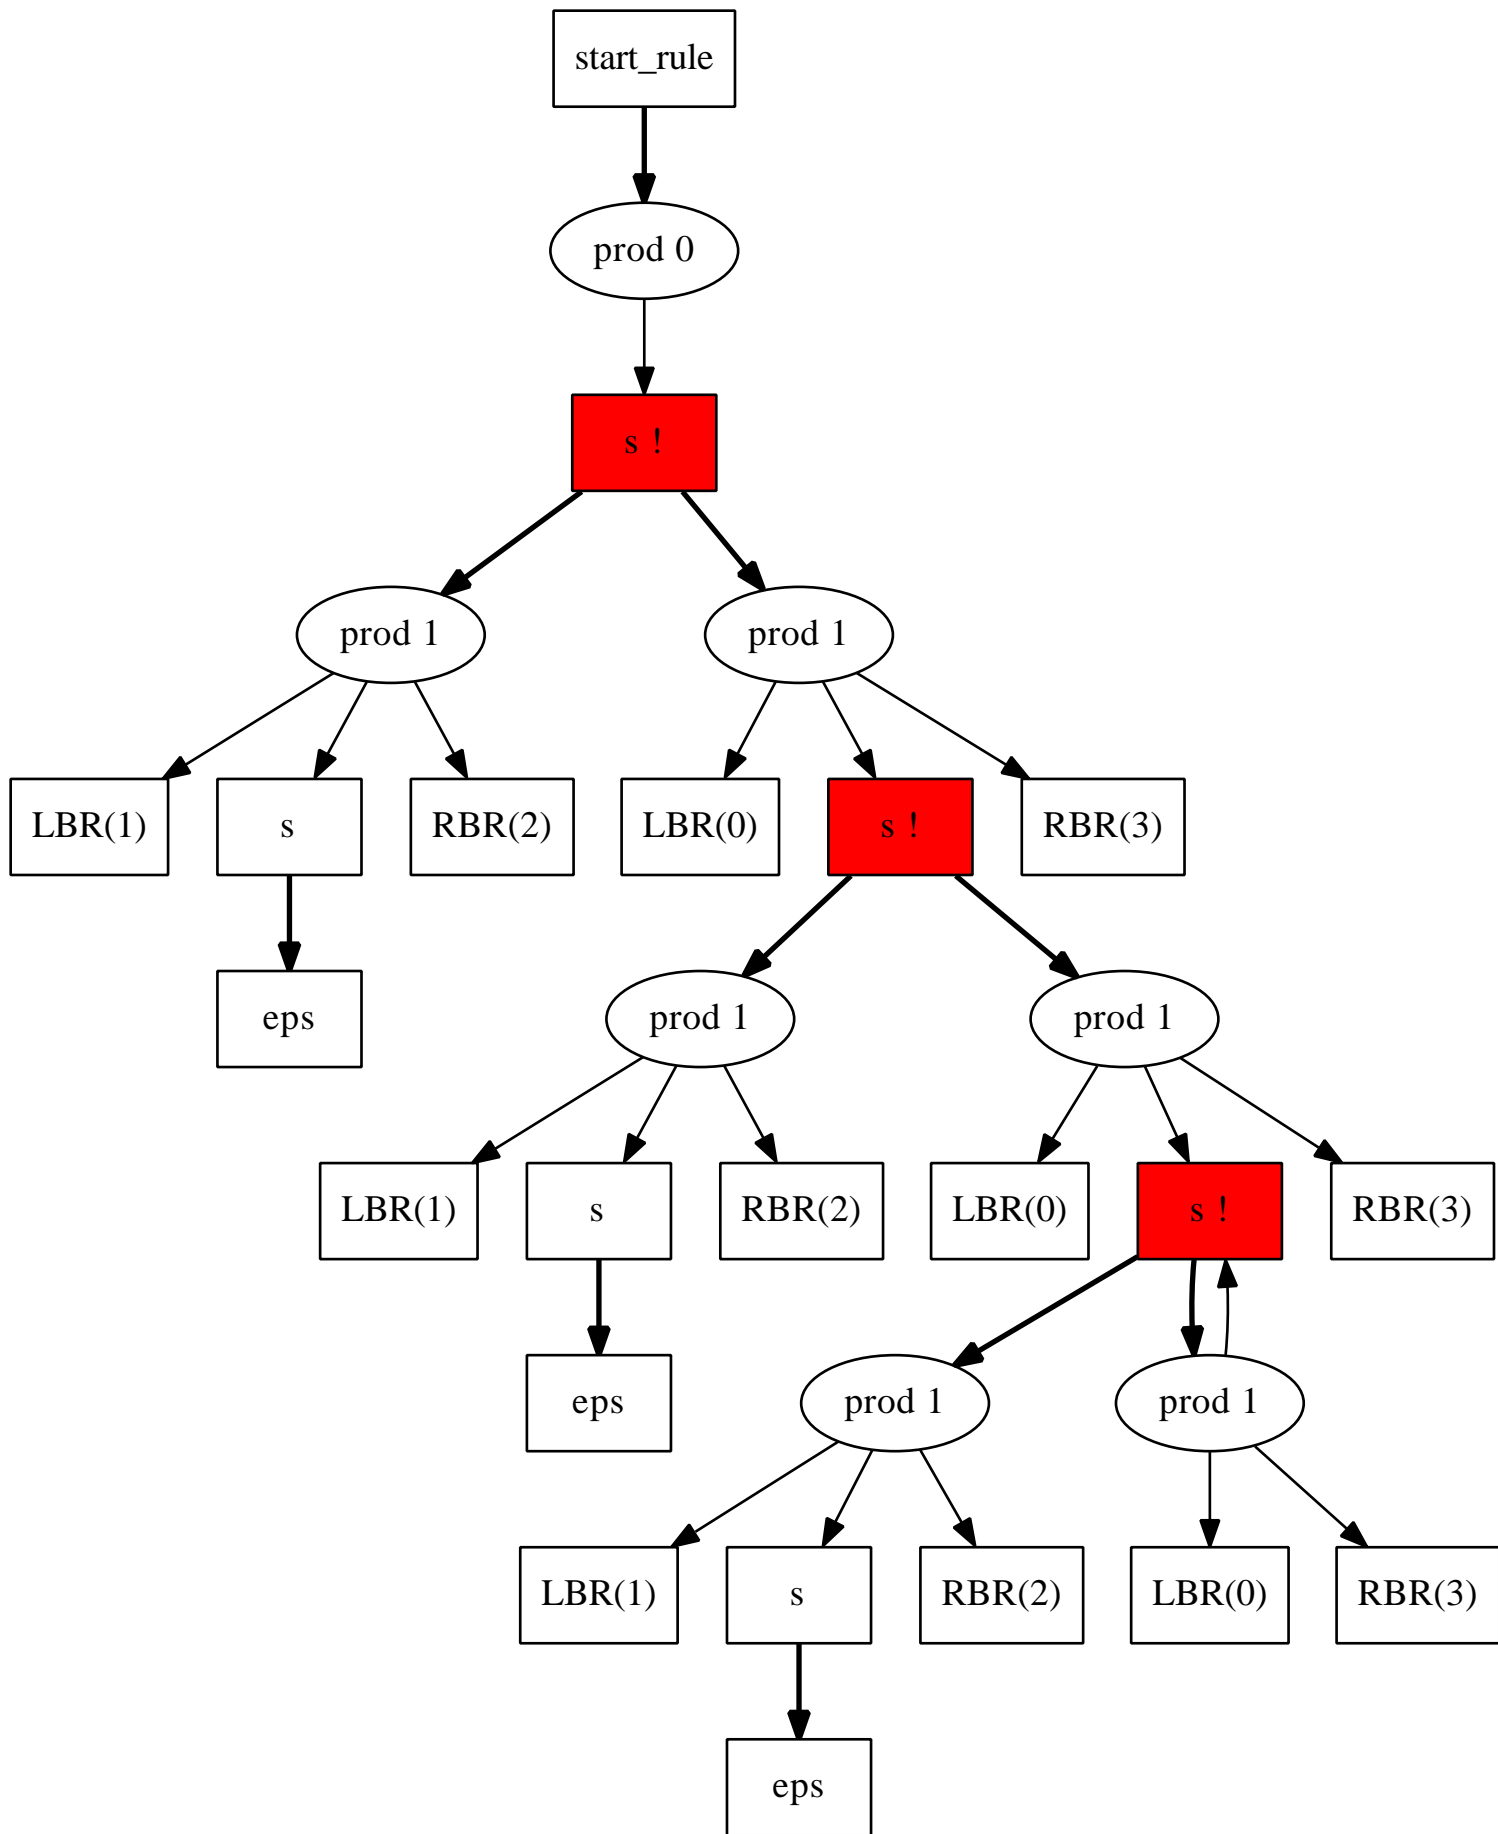 start_rule
prod 0
s !
prod 1
prod 1
LBR(1)
s
RBR(2)
LBR(0)
s !
RBR(3)
eps
prod 1
prod 1
LBR(1)
s
RBR(2)
LBR(0)
s !
RBR(3)
eps
prod 1
prod 1
LBR(1)
s
RBR(2)
LBR(0)
RBR(3)
eps